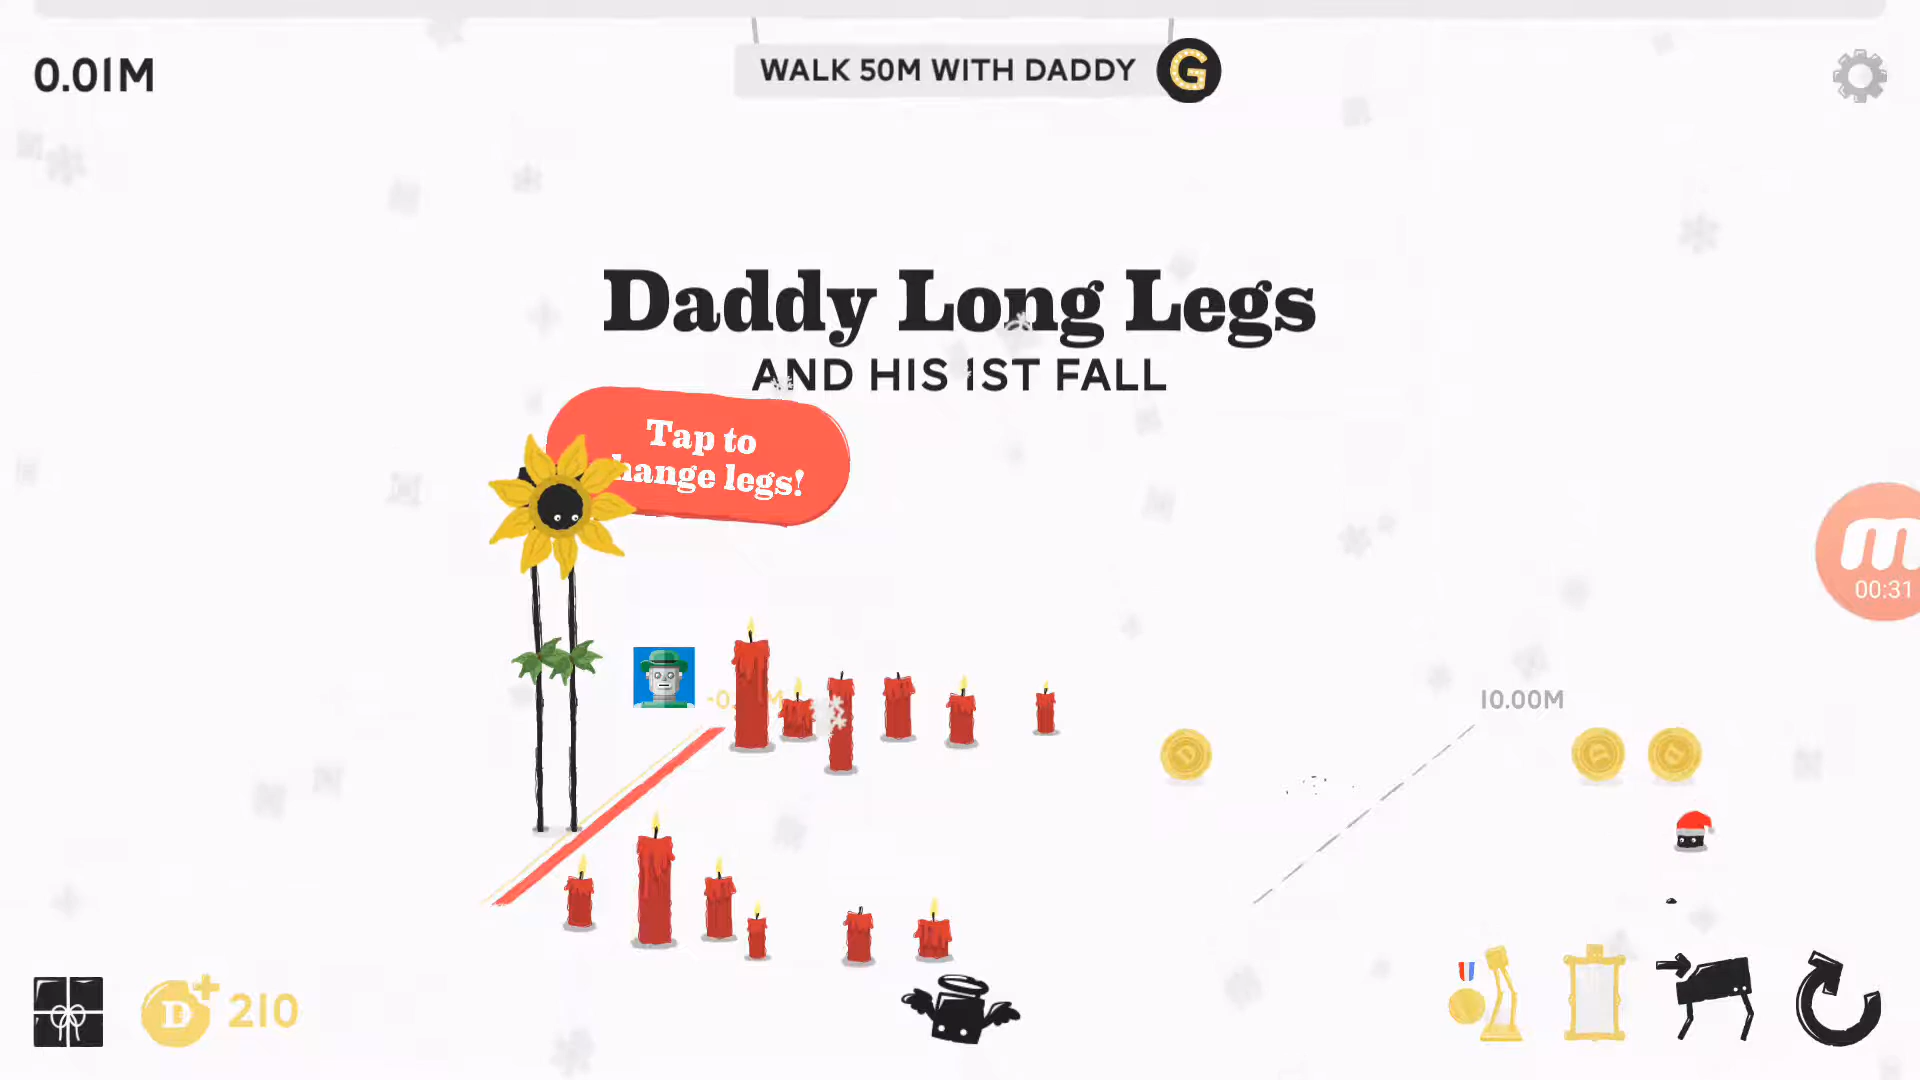 0.01M
WALK 50M WITH DADDY
G
Daddy Long Legs
AND HIS 1ST FALL
Tap to
hange legs!
00:31
10.00M
D+ 210